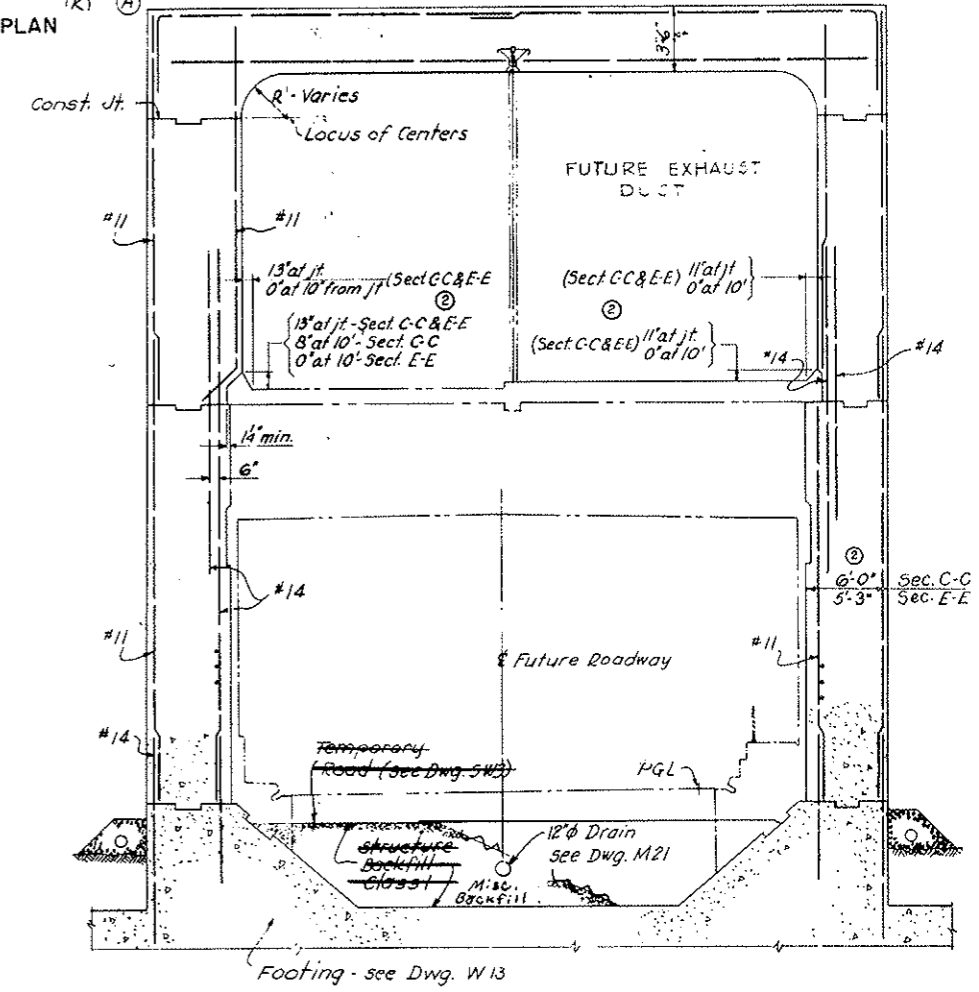 (K) (A)
PLAN
3'-6"
Const. Jt.
R'- Varies
Locus of Centers
FUTURE EXHAUST
DUCT
#11
#11
13" at jt.
0" at 10" from jt (Sect C-C & E-E
②
13" at jt - Sect. C-C & E-E
8" at 10' - Sect. C-C
0" at 10' - Sect. E-E
(Sect. C-C & E-E) 11" at jt
0" at 10'
②
(Sect. C-C & E-E) 11" at jt.
0" at 10'
#14
#14
14" min.
6"
②
6'-0" Sec. C-C
5'-3" Sec. E-E
#14
#11
#11
℄ Future Roadway
#14
Temporary
Road (see Dwg. SW3)
PGL
12"ϕ Drain
see Dwg. M21
Structure
Backfill
Class 1
Misc.
Backfill
Footing - see Dwg. W13